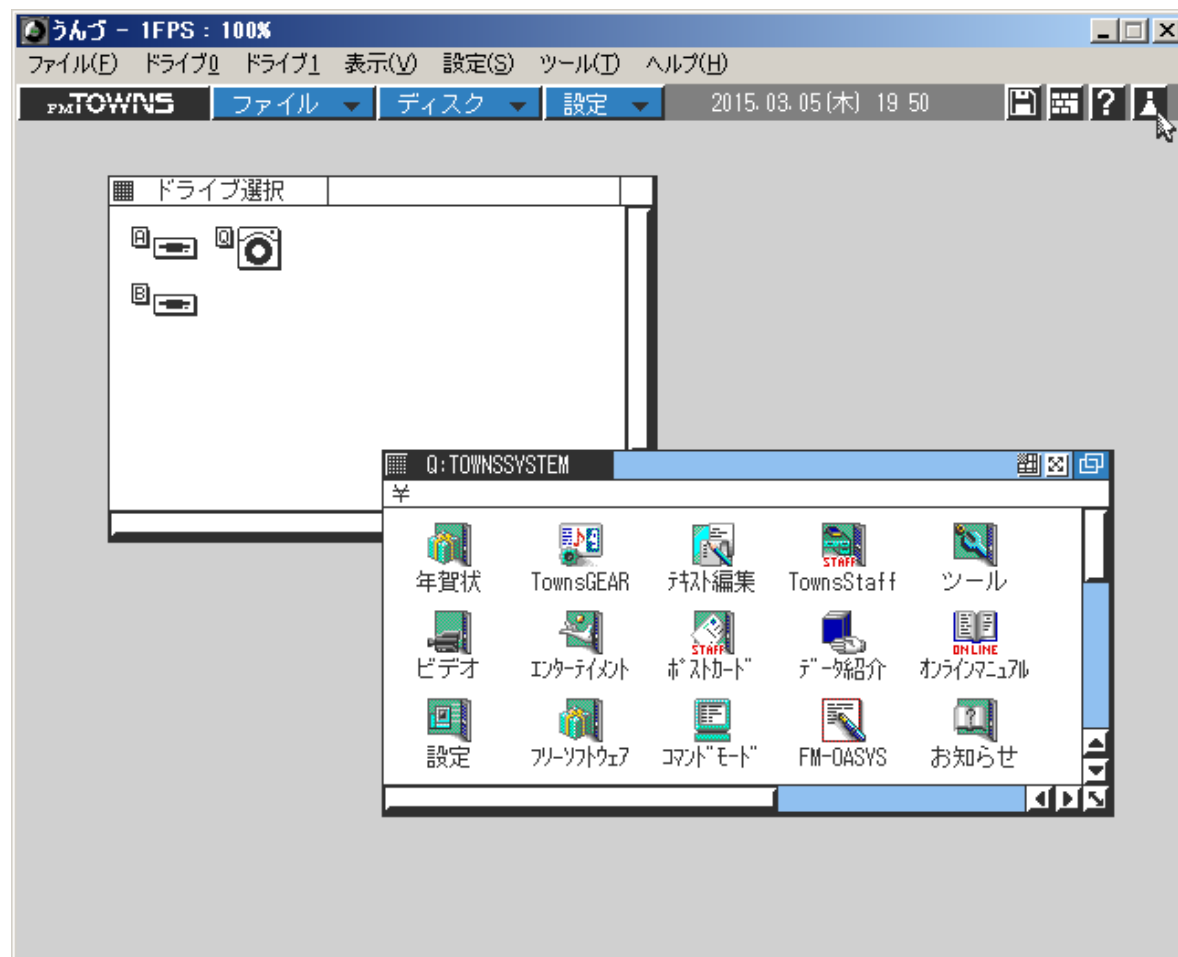 うんづ - 1FPS : 100%
ファイル(F) ドライブ0 ドライブ1 表示(V) 設定(S) ツール(T) ヘルプ(H)
FMTOWNS ファイル ディスク 設定 2015.03.05(木) 19 50 ?
ドライブ選択
A Q
B
Q:TOWNSSYSTEM
¥
年賀状 TownsGEAR ﾃｷｽﾄ編集 TownsStaff ツール
ビデオ ｴﾝﾀｰﾃｲﾒﾝﾄ ﾎﾟｽﾄｶｰﾄﾞ ﾃﾞｰﾀ紹介 ｵﾝﾗｲﾝﾏﾆｭｱﾙ
設定 ﾌﾘｰｿﾌﾄｳｪｱ ｺﾏﾝﾄﾞﾓｰﾄﾞ FM-OASYS お知らせ
STAFF
STAFF
ONLINE